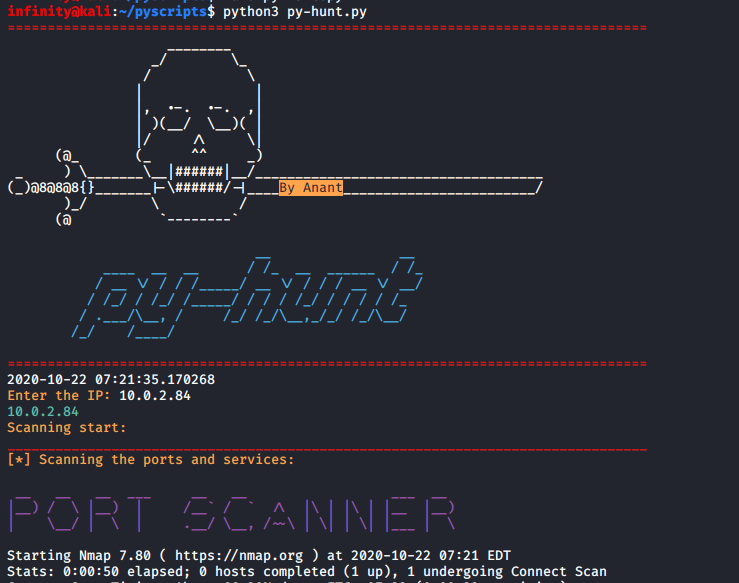 infinity@kali:~/pyscripts$ python3 py-hunt.py
By Anant
py-hunt
2020-10-22 07:21:35.170268
Enter the IP: 10.0.2.84
10.0.2.84
Scanning start:
[*] Scanning the ports and services:
PORT SCANNER
Starting Nmap 7.80 ( https://nmap.org ) at 2020-10-22 07:21 EDT
Stats: 0:00:50 elapsed; 0 hosts completed (1 up), 1 undergoing Connect Scan